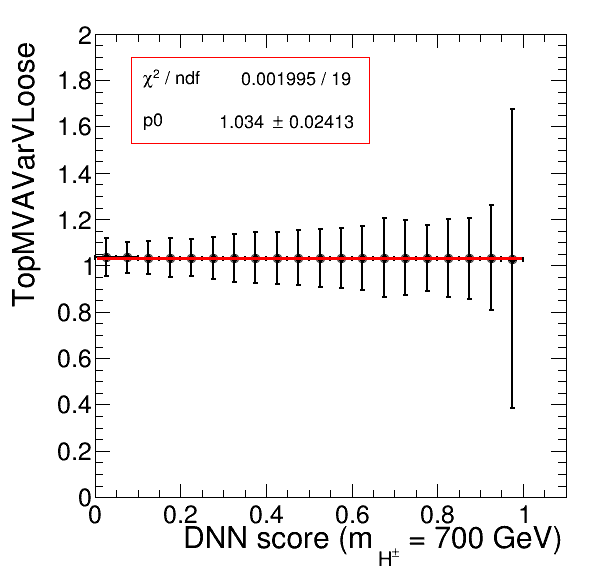 TopMVAVarVLoose
2
1.8
1.6
1.4
1.2
1
0.8
0.6
0.4
0.2
0
χ² / ndf 0.001995 / 19
p0 1.034 ± 0.02413
0 0.2 0.4 0.6 0.8 1
DNN score (m_H± = 700 GeV)